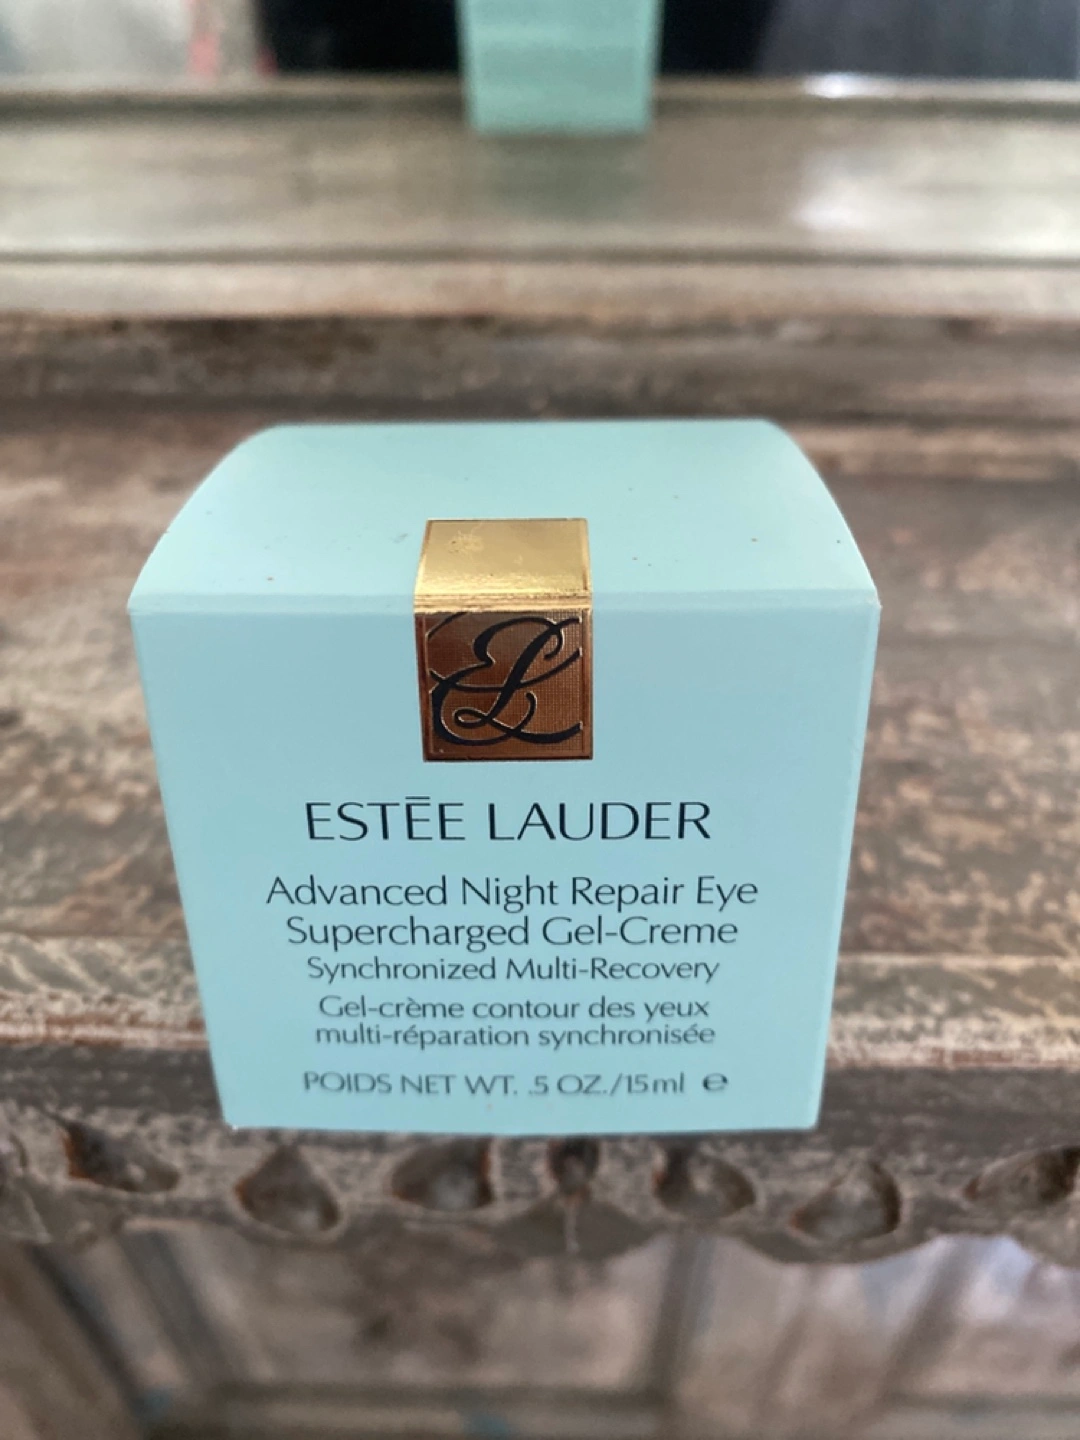 EL
ESTĒE LAUDER
Advanced Night Repair Eye
Supercharged Gel-Creme
Synchronized Multi-Recovery
Gel-crème contour des yeux
multi-réparation synchronisée
POIDS NET WT. .5 OZ./15ml ℮